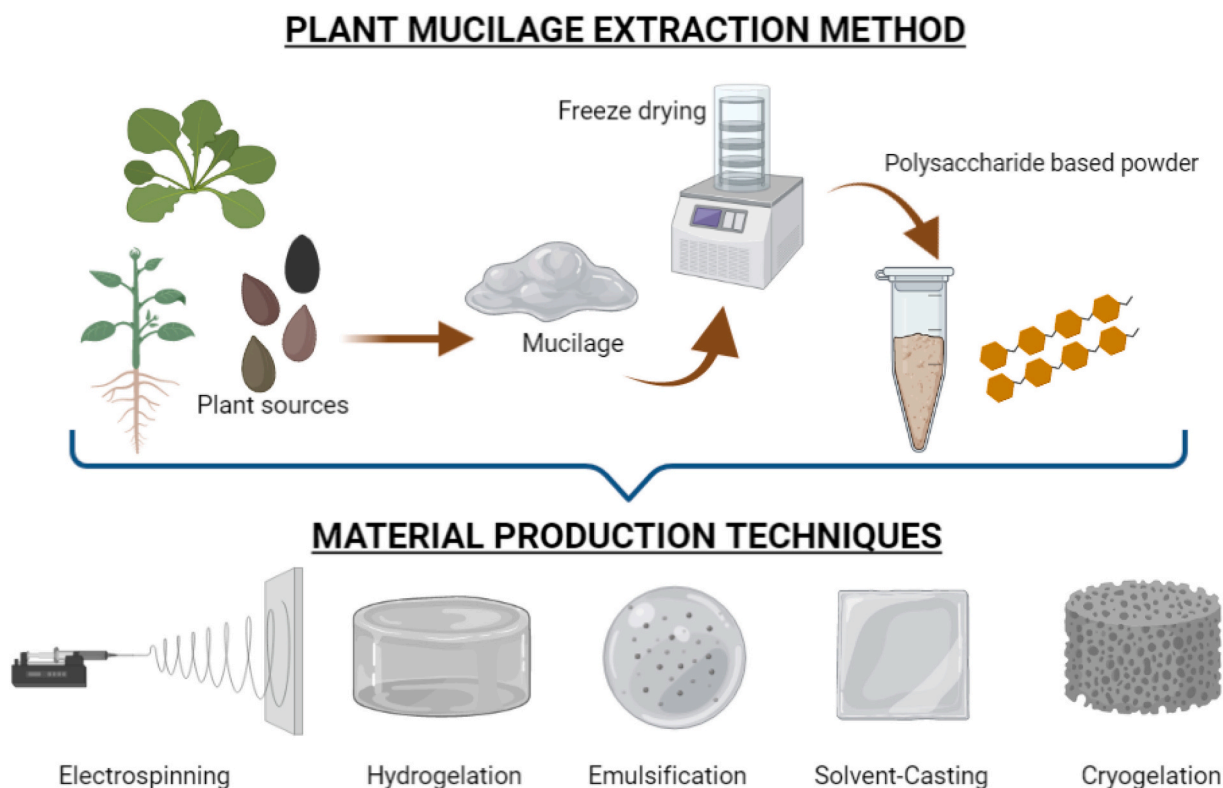 PLANT MUCILAGE EXTRACTION METHOD
Freeze drying
Polysaccharide based powder
Mucilage
Plant sources
MATERIAL PRODUCTION TECHNIQUES
Electrospinning
Hydrogelation
Emulsification
Solvent-Casting
Cryogelation